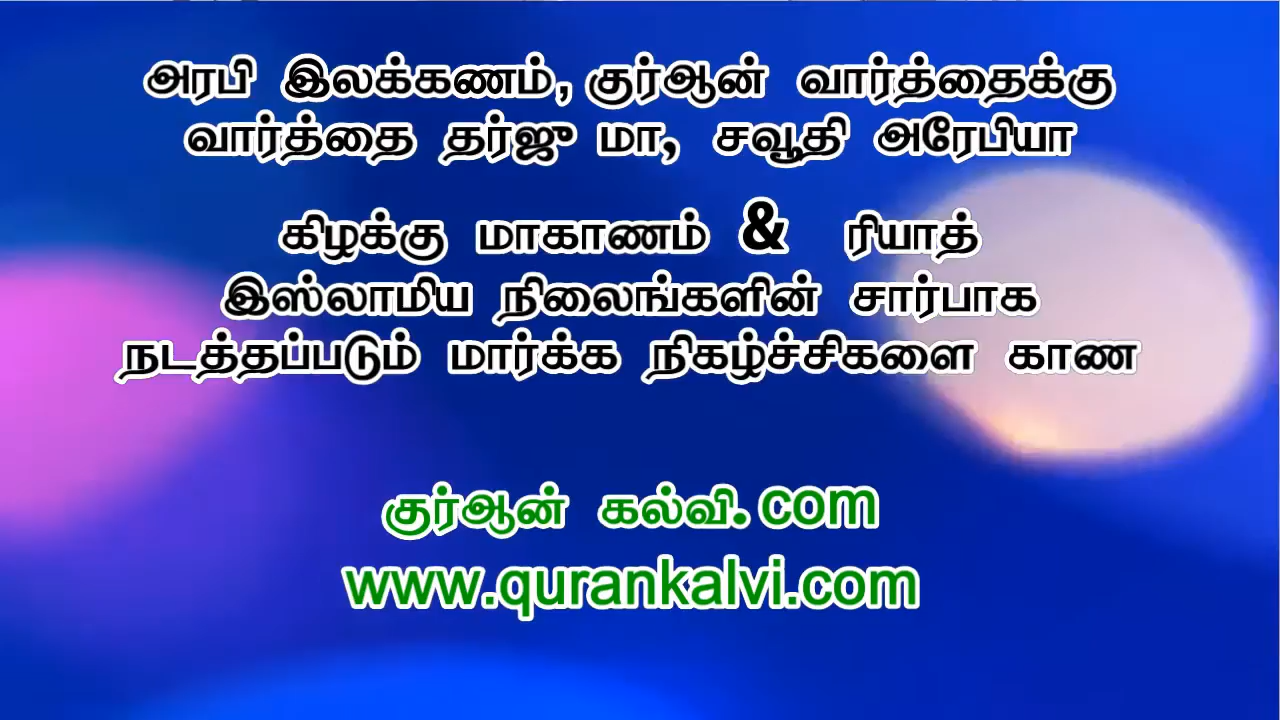 அரபி இலக்கணம், குர்ஆன் வார்த்தைக்கு
வார்த்தை தர்ஜு மா, சவூதி அரேபியா
கிழக்கு மாகாணம் & ரியாத்
இஸ்லாமிய நிலைங்களின் சார்பாக
நடத்தப்படும் மார்க்க நிகழ்ச்சிகளை காண
குர்ஆன் கல்வி.com
www.qurankalvi.com